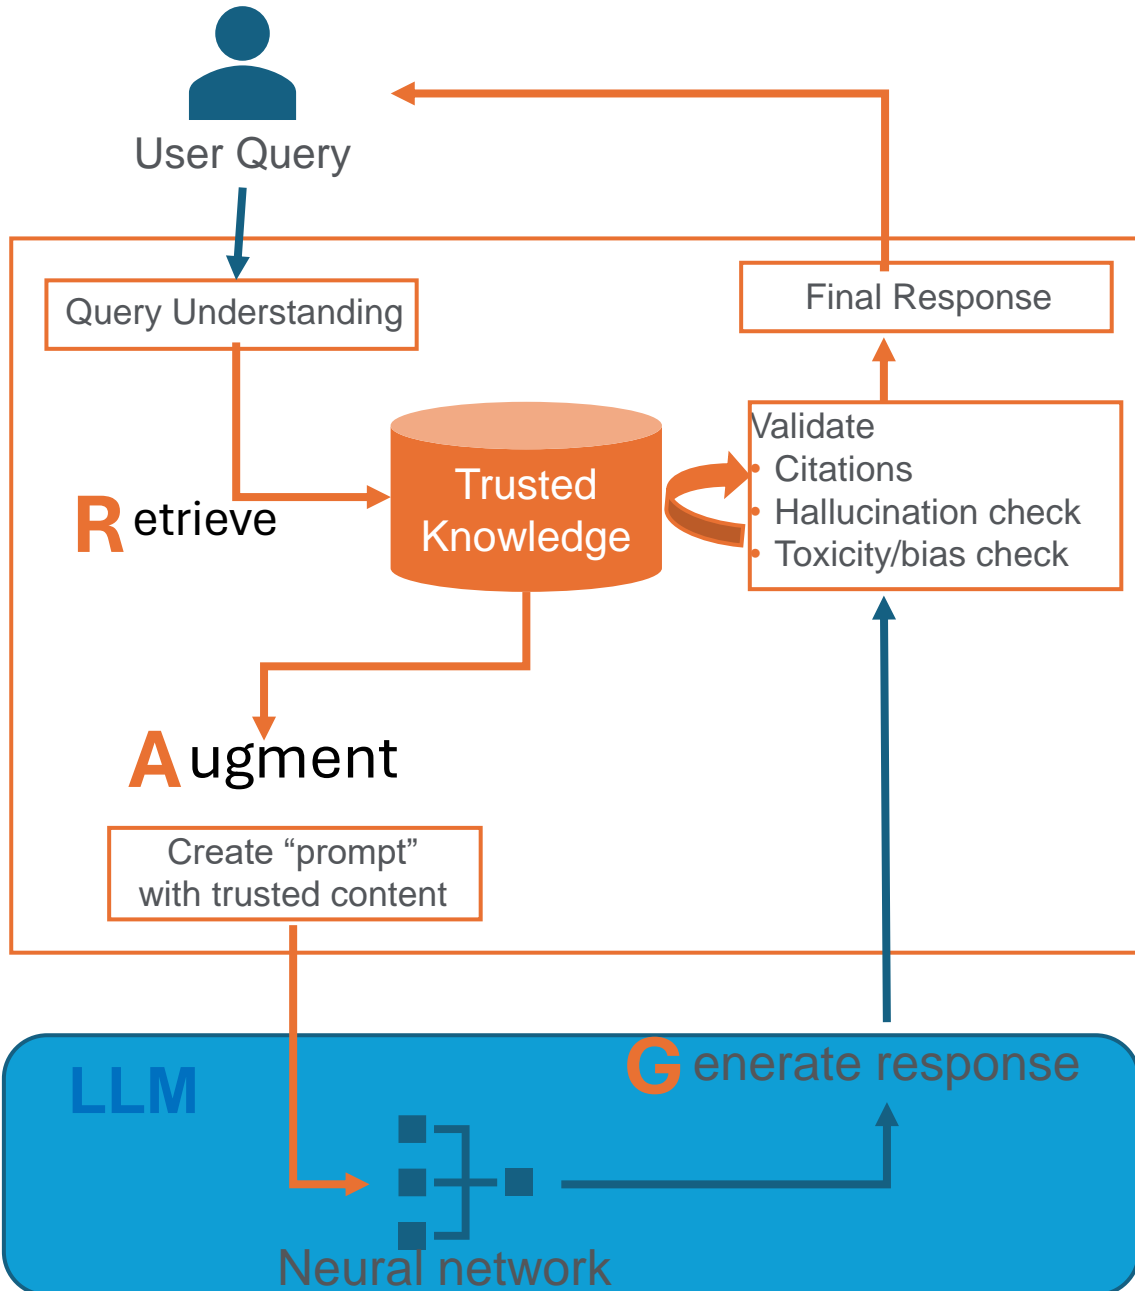 User Query
Query Understanding
Final Response
Trusted
Knowledge
Validate
• Citations
• Hallucination check
• Toxicity/bias check
Retrieve
Augment
Create “prompt”
with trusted content
LLM
Generate response
Neural network